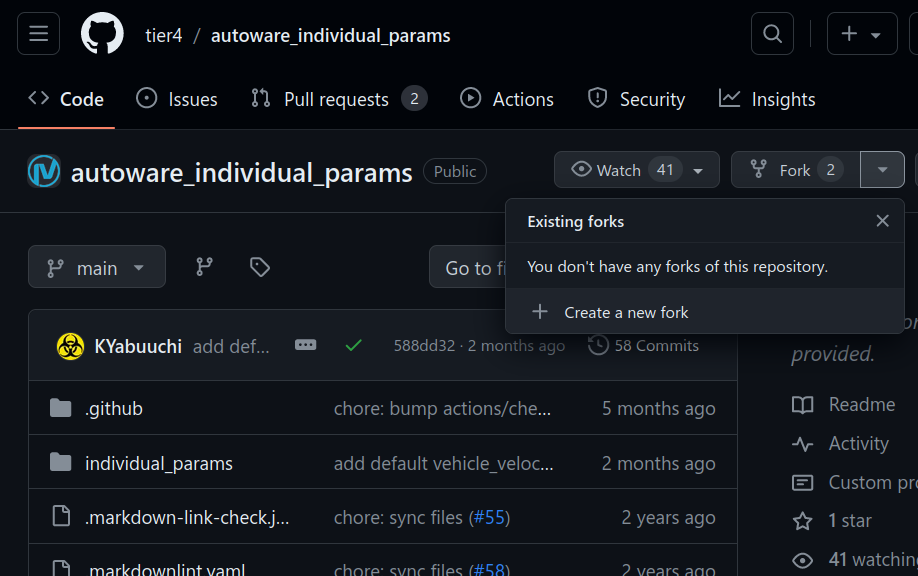 tier4 / autoware_individual_params
Code Issues Pull requests 2 Actions Security Insights
autoware_individual_params Public Watch 41 Fork 2
Existing forks
You don't have any forks of this repository.
Create a new fork
main Go to fi
KYabuuchi add def... 588dd32 · 2 months ago 58 Commits
provided.
.github chore: bump actions/che... 5 months ago
individual_params add default vehicle_veloc... 2 months ago
.markdown-link-check.j... chore: sync files (#55) 2 years ago
.markdownlint.yaml chore: sync files (#58) 2 years ago
Readme
Activity
Custom pro
1 star
41 watching